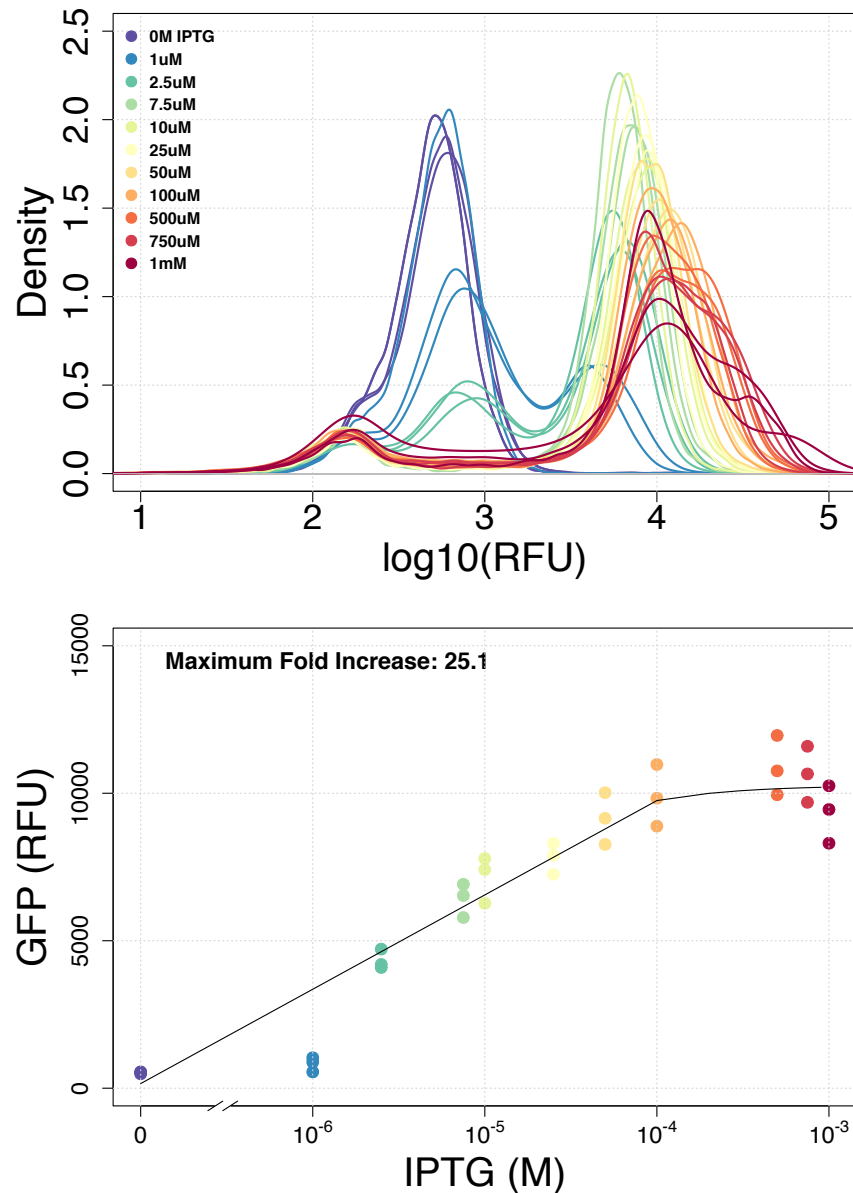 2.5
2.0
1.5
1.0
0.5
0.0
Density
0M IPTG
1uM
2.5uM
7.5uM
10uM
25uM
50uM
100uM
500uM
750uM
1mM
1 2 3 4 5
log10(RFU)
Maximum Fold Increase: 25.1
15000
10000
5000
0
GFP (RFU)
0 10⁻⁶ 10⁻⁵ 10⁻⁴ 10⁻³
IPTG (M)